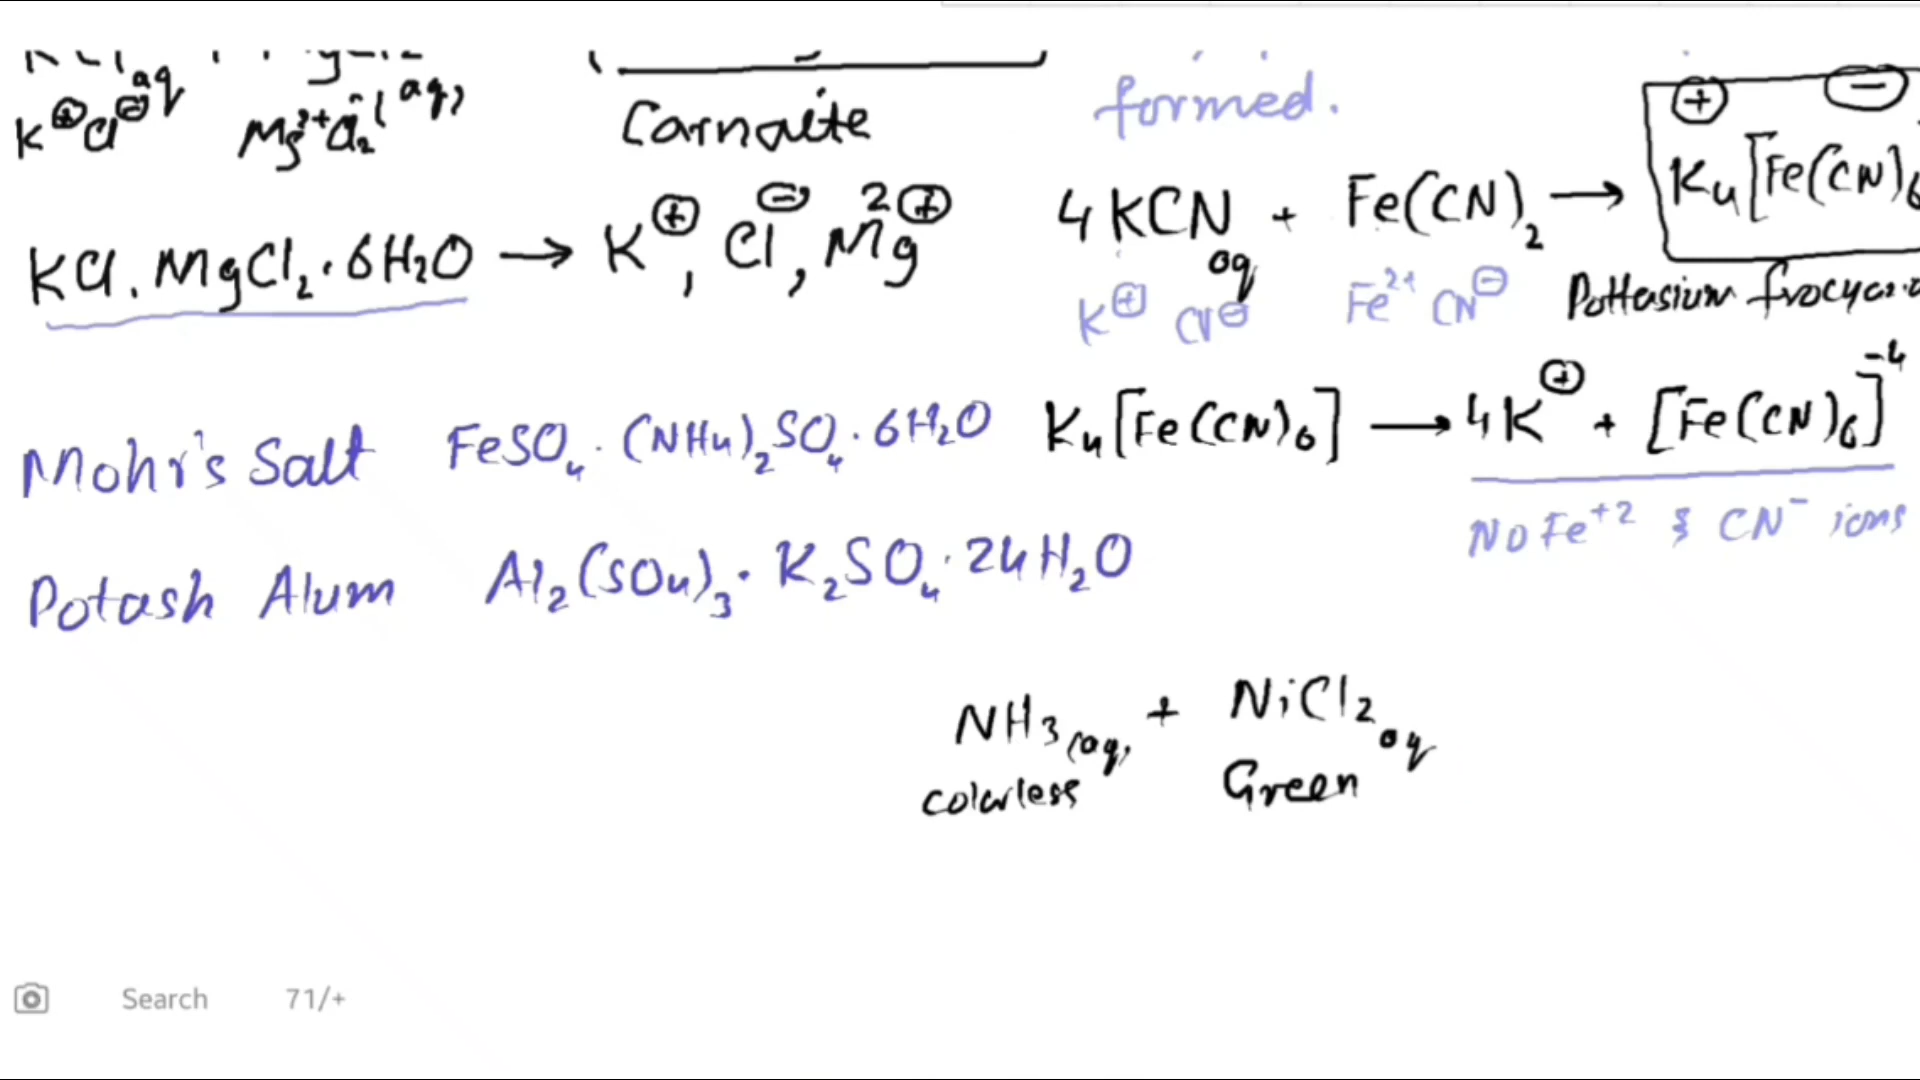 aq
K⊕ Cl⊖ Mg²⁺Cl₂(aq)
Carnalite
KCl. MgCl₂.6H₂O → K⊕, Cl⊖, Mg2⊕
Mohr's Salt FeSO₄.(NH₄)₂SO₄.6H₂O
Potash Alum Al₂(SO₄)₃.K₂SO₄.24H₂O
formed.
⊕ ⊖
4KCN aq + Fe(CN)₂ → K₄[Fe(CN)₆
K⊕ CN⊖ Fe²⁺ CN⊖
Pottasium
K₄[Fe(CN)₆] → 4K⊕ + [Fe(CN)₆]⁻⁴
No Fe⁺² & CN⁻ ions
NH₃(aq) + NiCl₂ aq
colorless Green
Search 71/+